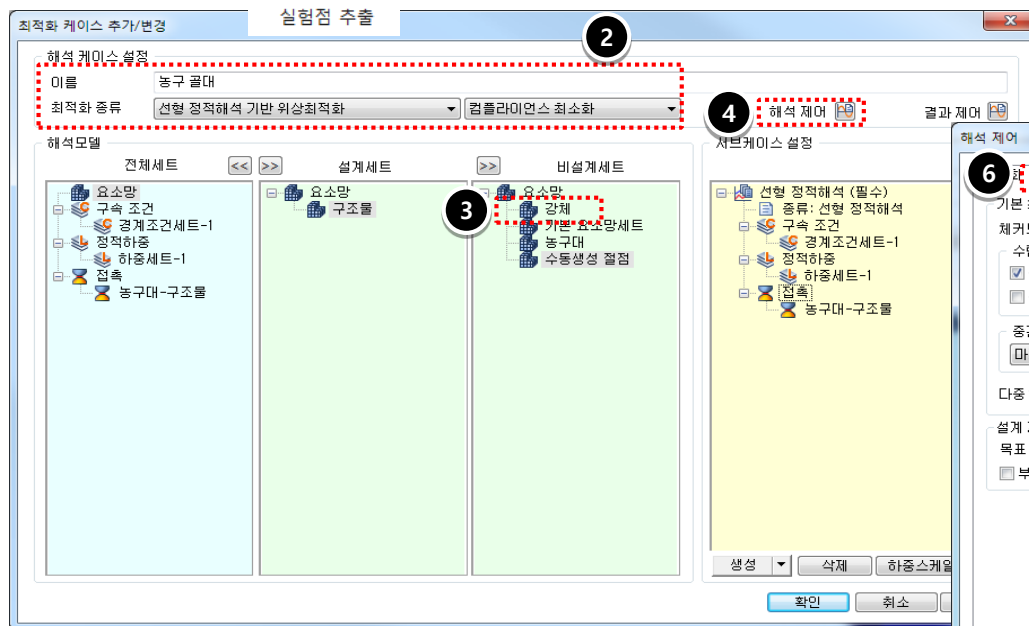 실험점 추출
최적화 케이스 추가/변경
2
해석 케이스 설정
이름 농구 골대
최적화 종류 선형 정적해석 기반 위상최적화 컴플라이언스 최소화
4 해석 제어 결과 제어
해석모델
전체세트 << >> 설계세트 >> 비설계세트
요소망
구속 조건
경계조건세트-1
정적하중
하중세트-1
접촉
농구대-구조물
요소망
구조물
3
요소망
강체
기본 요소망세트
농구대
수동생성 절점
서브케이스 설정
선형 정적해석 (필수)
종류: 선형 정적해석
구속 조건
경계조건세트-1
정적하중
하중세트-1
접촉
농구대-구조물
생성 삭제 하중스케일
확인 취소
해석 제어
6
기본
체커
수렴
중
마
다중
설계
목표
부